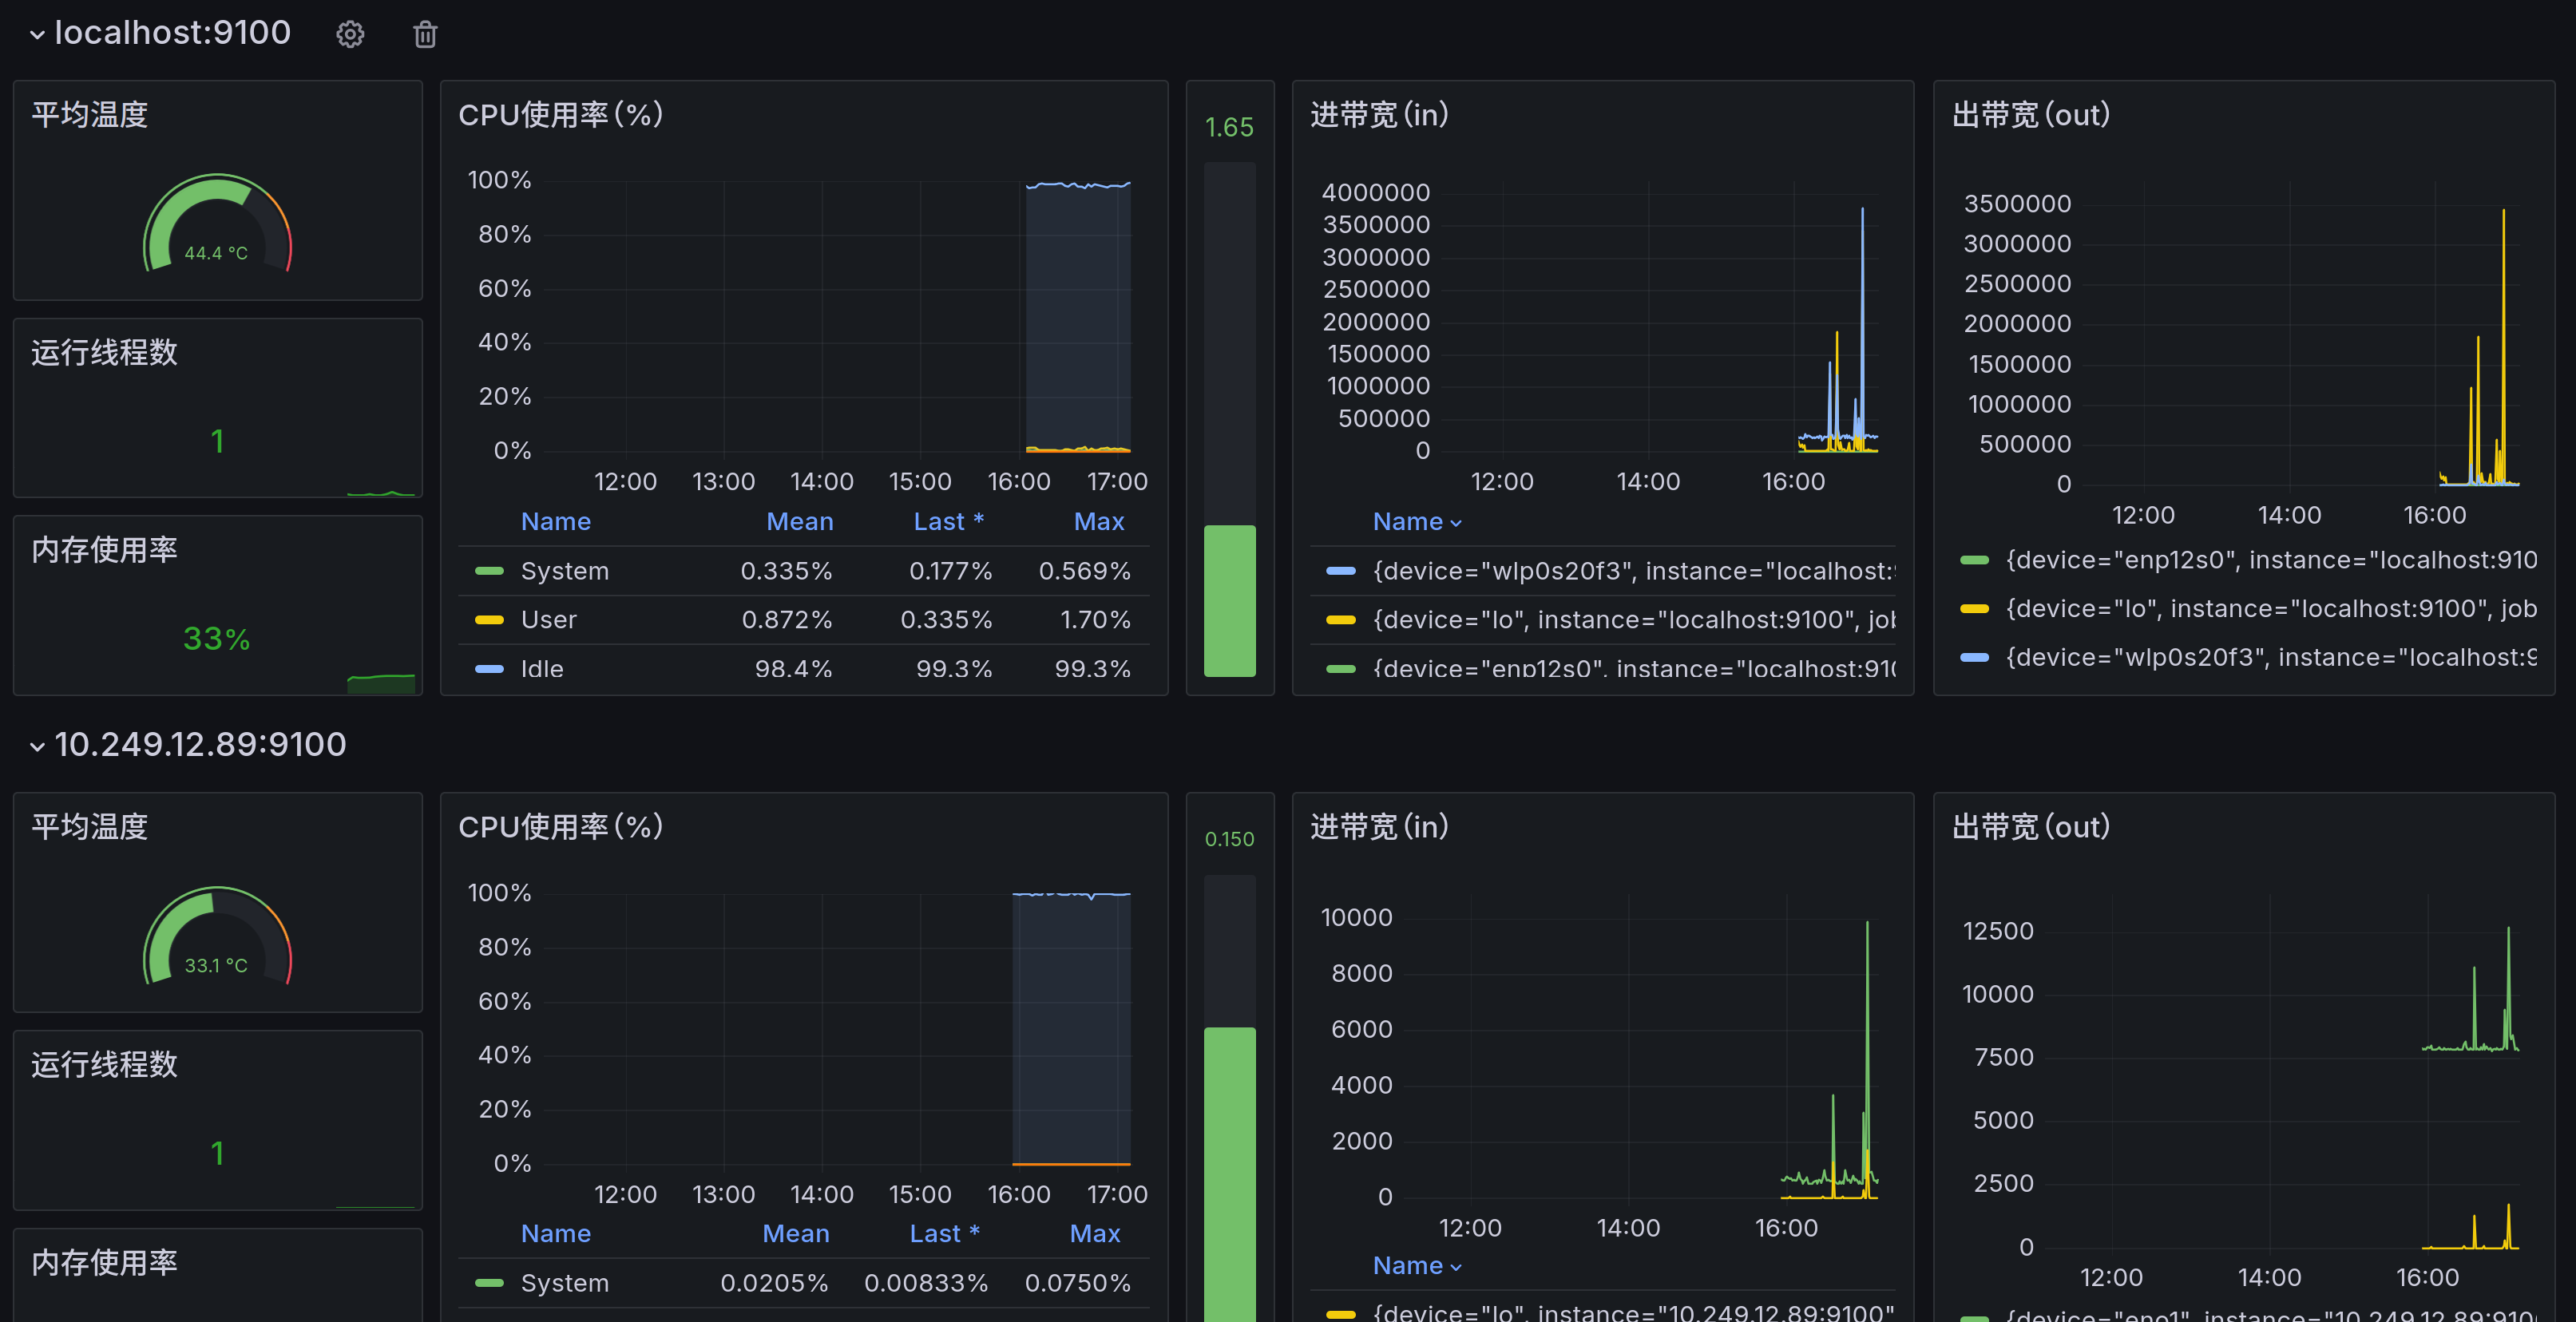 localhost:9100
平均温度
44.4 °C
运行线程数
1
内存使用率
33%
CPU使用率(%)
100%
80%
60%
40%
20%
0%
12:00 13:00 14:00 15:00 16:00 17:00
Name Mean Last * Max
System 0.335% 0.177% 0.569%
User 0.872% 0.335% 1.70%
Idle 98.4% 99.3% 99.3%
1.65
进带宽(in)
4000000
3500000
3000000
2500000
2000000
1500000
1000000
500000
0
12:00 14:00 16:00
Name
{device="wlp0s20f3", instance="localhost:
{device="lo", instance="localhost:9100", job
{device="enp12s0", instance="localhost:910
出带宽(out)
3500000
3000000
2500000
2000000
1500000
1000000
500000
0
12:00 14:00 16:00
{device="enp12s0", instance="localhost:910
{device="lo", instance="localhost:9100", job
{device="wlp0s20f3", instance="localhost:9
10.249.12.89:9100
平均温度
33.1 °C
运行线程数
1
内存使用率
CPU使用率(%)
100%
80%
60%
40%
20%
0%
12:00 13:00 14:00 15:00 16:00 17:00
Name Mean Last * Max
System 0.0205% 0.00833% 0.0750%
0.150
进带宽(in)
10000
8000
6000
4000
2000
0
12:00 14:00 16:00
Name
{device="lo", instance="10.249.12.89:9100"
出带宽(out)
12500
10000
7500
5000
2500
0
12:00 14:00 16:00
{device="eno1", instance="10.249.12.89:910